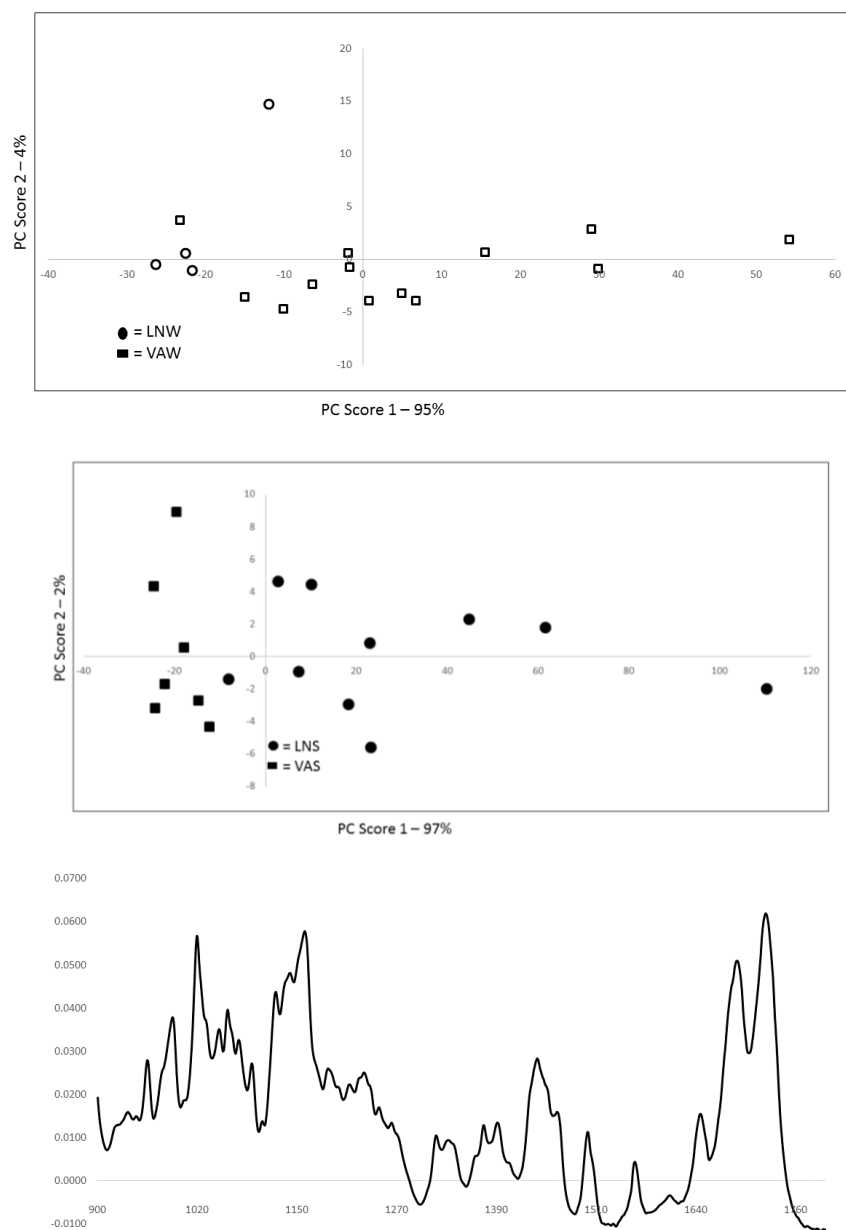 20
15
10
5
0
-5
-10
-40 -30 -20 -10 0 10 20 30 40 50 60
PC Score 2 – 4%
= LNW
= VAW
PC Score 1 – 95%
10
8
6
4
2
0
-2
-4
-6
-8
-40 -20 0 20 40 60 80 100 120
PC Score 2 – 2%
= LNS
= VAS
PC Score 1 – 97%
0.0700
0.0600
0.0500
0.0400
0.0300
0.0200
0.0100
0.0000
-0.0100
900 1020 1150 1270 1390 1510 1640 1760